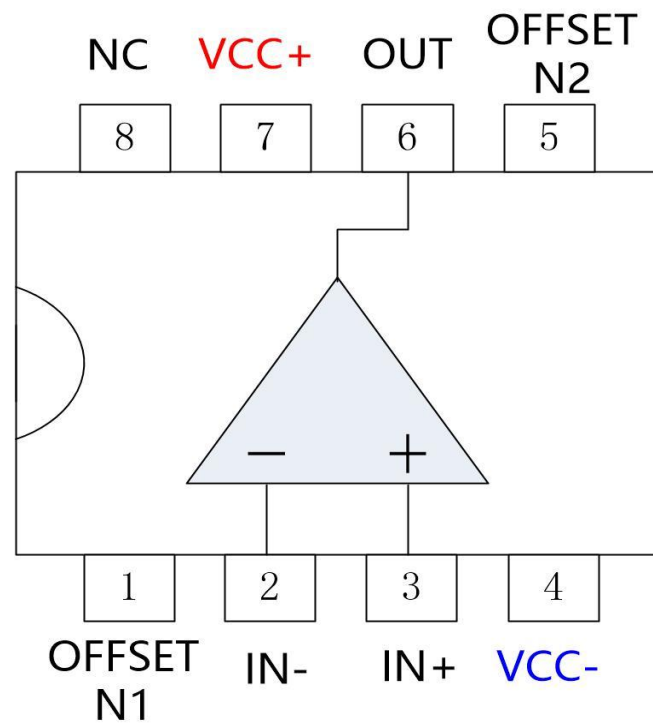 NC VCC+ OUT OFFSET
N2
8 7 6 5
− +
1 2 3 4
OFFSET IN- IN+ VCC-
N1